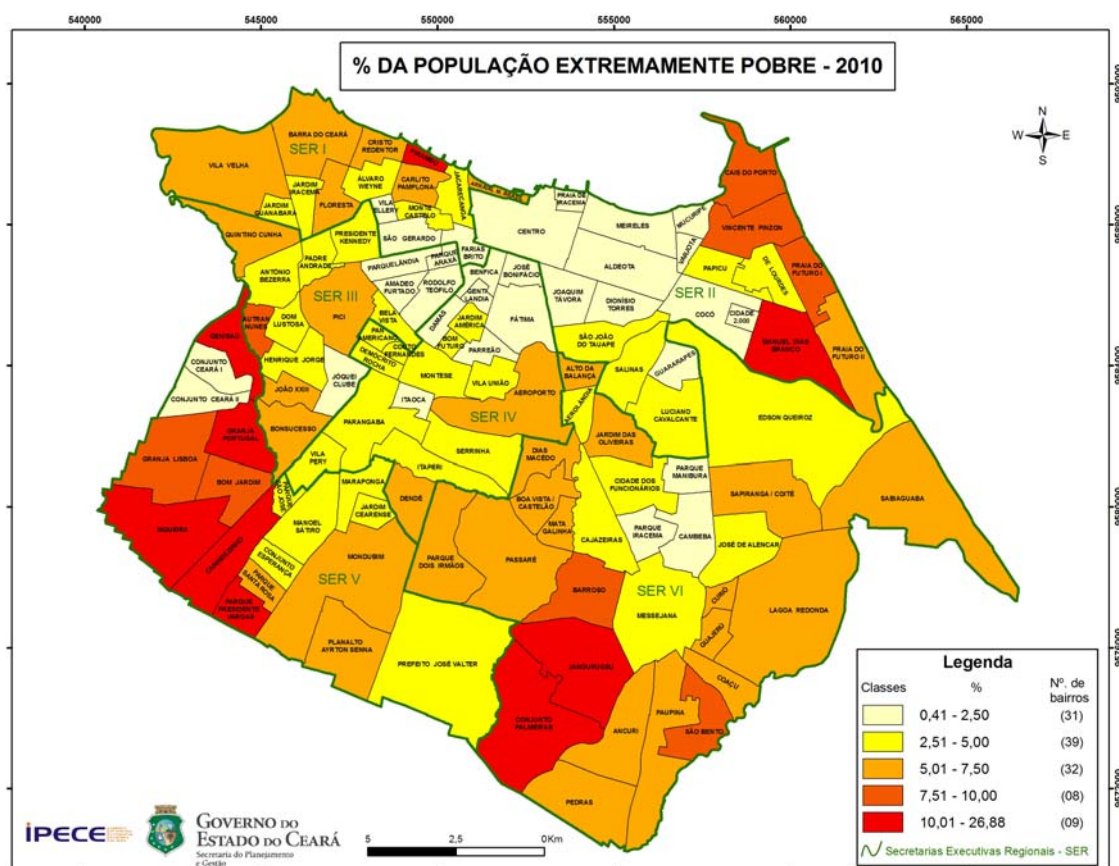 540000 545000 550000 555000 560000 565000
% DA POPULAÇÃO EXTREMAMENTE POBRE - 2010
N
W E
S
9592000
9588000
9584000
9580000
9576000
9572000
BARRA DO CEARÁ
SER I
CRISTO REDENTOR
PIRAMBU
VILA VELHA
JARDIM IRACEMA
ÁLVARO WEYNE
CARLITO PAMPLONA
JACARECANGA
JARDIM GUANABARA
FLORESTA
VILA ELLERY
MONTE CASTELO
QUINTINO CUNHA
PRESIDENTE KENNEDY
SÃO GERARDO
CENTRO
PRAIA DE IRACEMA
MEIRELES
MUCURIPE
CAIS DO PORTO
VINCENTE PINZON
VARJOTA
ALDEOTA
PAPICU
DE LOURDES
PRAIA DO FUTURO I
SER II
COCÓ
CIDADE 2.000
MANUEL DIAS BRANCO
PRAIA DO FUTURO II
ANTÔNIO BEZERRA
PADRE ANDRADE
PARQUELÂNDIA
PARQUE ARAXÁ
FARIAS BRITO
AMADEO FURTADO
RODOLFO TEÓFILO
BENFICA
GENTILANDIA
JOSÉ BONIFÁCIO
JOAQUIM TÁVORA
DIONÍSIO TORRES
SER III
PICI
BELA VISTA
DAMAS
JARDIM AMÉRICA
BOM FUTURO
FÁTIMA
AUTRAN NUNES
DOM LUSTOSA
PAN AMERICANO
COUTO FERNANDES
DEMÓCRITO ROCHA
PARREÃO
SÃO JOÃO DO TAUAPE
GENIBAÚ
HENRIQUE JORGE
CONJUNTO CEARÁ I
CONJUNTO CEARÁ II
JOÃO XXIII
JÓQUEI CLUBE
MONTESE
VILA UNIÃO
AEROPORTO
ALTO DA BALANÇA
SALINAS
GUARARAPES
ITAOCA
SER IV
AEROLANDIA
LUCIANO CAVALCANTE
EDSON QUEIROZ
GRANJA PORTUGAL
BONSUCESSO
PARANGABA
SERRINHA
JARDIM DAS OLIVEIRAS
GRANJA LISBOA
BOM JARDIM
VILA PERY
ITAPERI
DIAS MACÊDO
CIDADE DOS FUNCIONÁRIOS
PARQUE MANIBURA
SAPIRANGA / COITÉ
SABIAGUABA
PARQUE SÃO JOSÉ
MARAPONGA
JARDIM CEARENSE
DENDÊ
BOA VISTA / CASTELÃO
MATA GALINHA
SIQUEIRA
MANOEL SÁTIRO
CONJUNTO ESPERANÇA
CANINDEZINHO
PARQUE SANTA ROSA
MONDUBIM
SER V
PARQUE DOIS IRMÃOS
PASSARÉ
CAJAZEIRAS
PARQUE IRACEMA
CAMBEBA
JOSÉ DE ALENCAR
PARQUE PRESIDENTE VARGAS
BARROSO
SER VI
MESSEJANA
CURIÓ
GUAJERÚ
LAGOA REDONDA
PLANALTO AYRTON SENNA
PREFEITO JOSÉ VALTER
JANGURUSSU
CONJUNTO PALMEIRAS
COAÇU
PAUPINA
SÃO BENTO
ANCURI
PEDRAS
Legenda
Classes % Nº. de bairros
0,41 - 2,50 (31)
2,51 - 5,00 (39)
5,01 - 7,50 (32)
7,51 - 10,00 (08)
10,01 - 26,88 (09)
Secretarias Executivas Regionais - SER
iPECE
GOVERNO DO
ESTADO DO CEARÁ
Secretaria do Planejamento
e Gestão
5 2,5 0Km